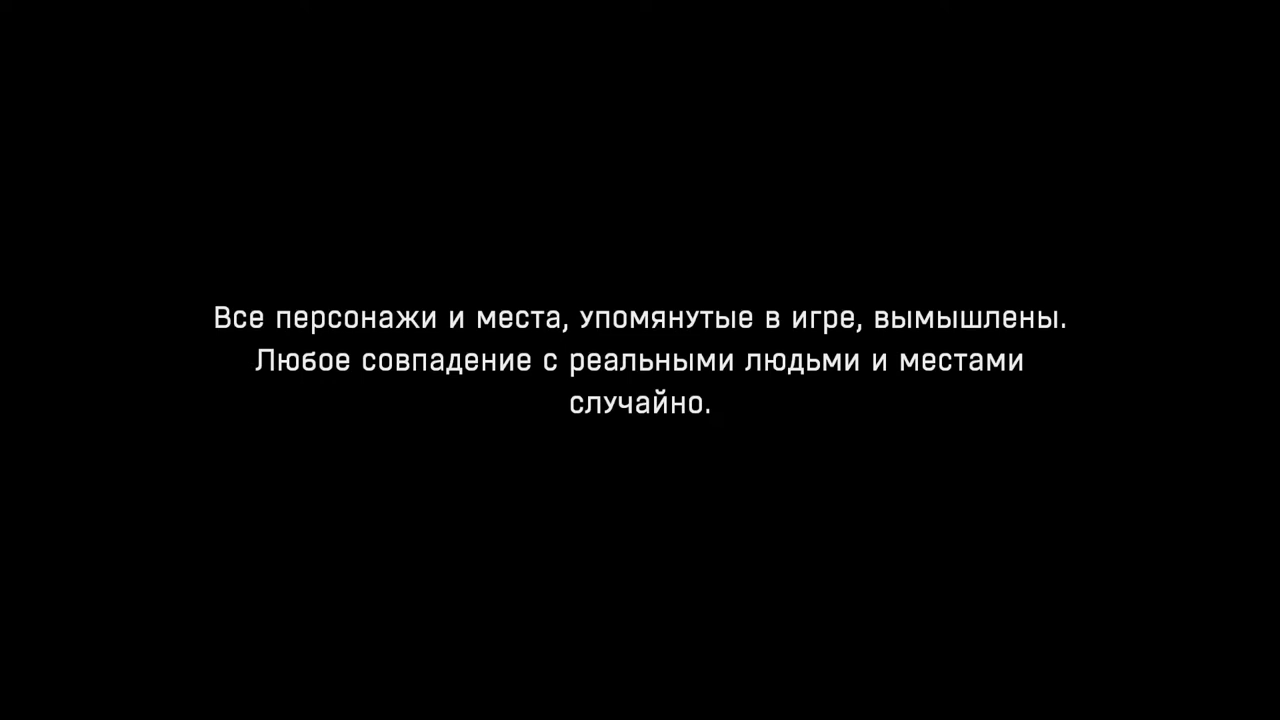 Все персонажи и места, упомянутые в игре, вымышлены.
Любое совпадение с реальными людьми и местами
случайно.